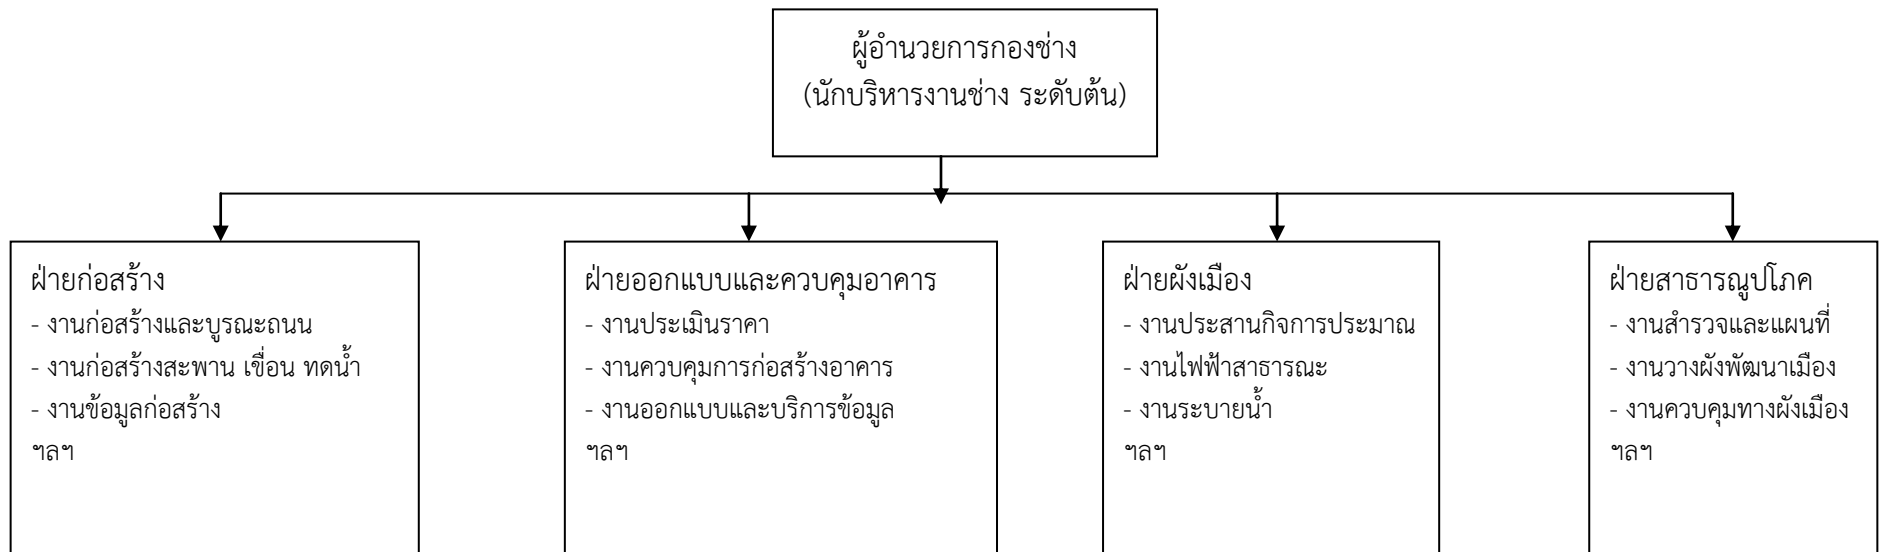 ผู้อำนวยการกองช่าง
(นักบริหารงานช่าง ระดับต้น)
ฝ่ายก่อสร้าง
- งานก่อสร้างและบูรณะถนน
- งานก่อสร้างสะพาน เขื่อน ทดน้ำ
- งานข้อมูลก่อสร้าง
ฯลฯ
ฝ่ายออกแบบและควบคุมอาคาร
- งานประเมินราคา
- งานควบคุมการก่อสร้างอาคาร
- งานออกแบบและบริการข้อมูล
ฯลฯ
ฝ่ายผังเมือง
- งานประสานกิจการประมาณ
- งานไฟฟ้าสาธารณะ
- งานระบายน้ำ
ฯลฯ
ฝ่ายสาธารณูปโภค
- งานสำรวจและแผนที่
- งานวางผังพัฒนาเมือง
- งานควบคุมทางผังเมือง
ฯลฯ